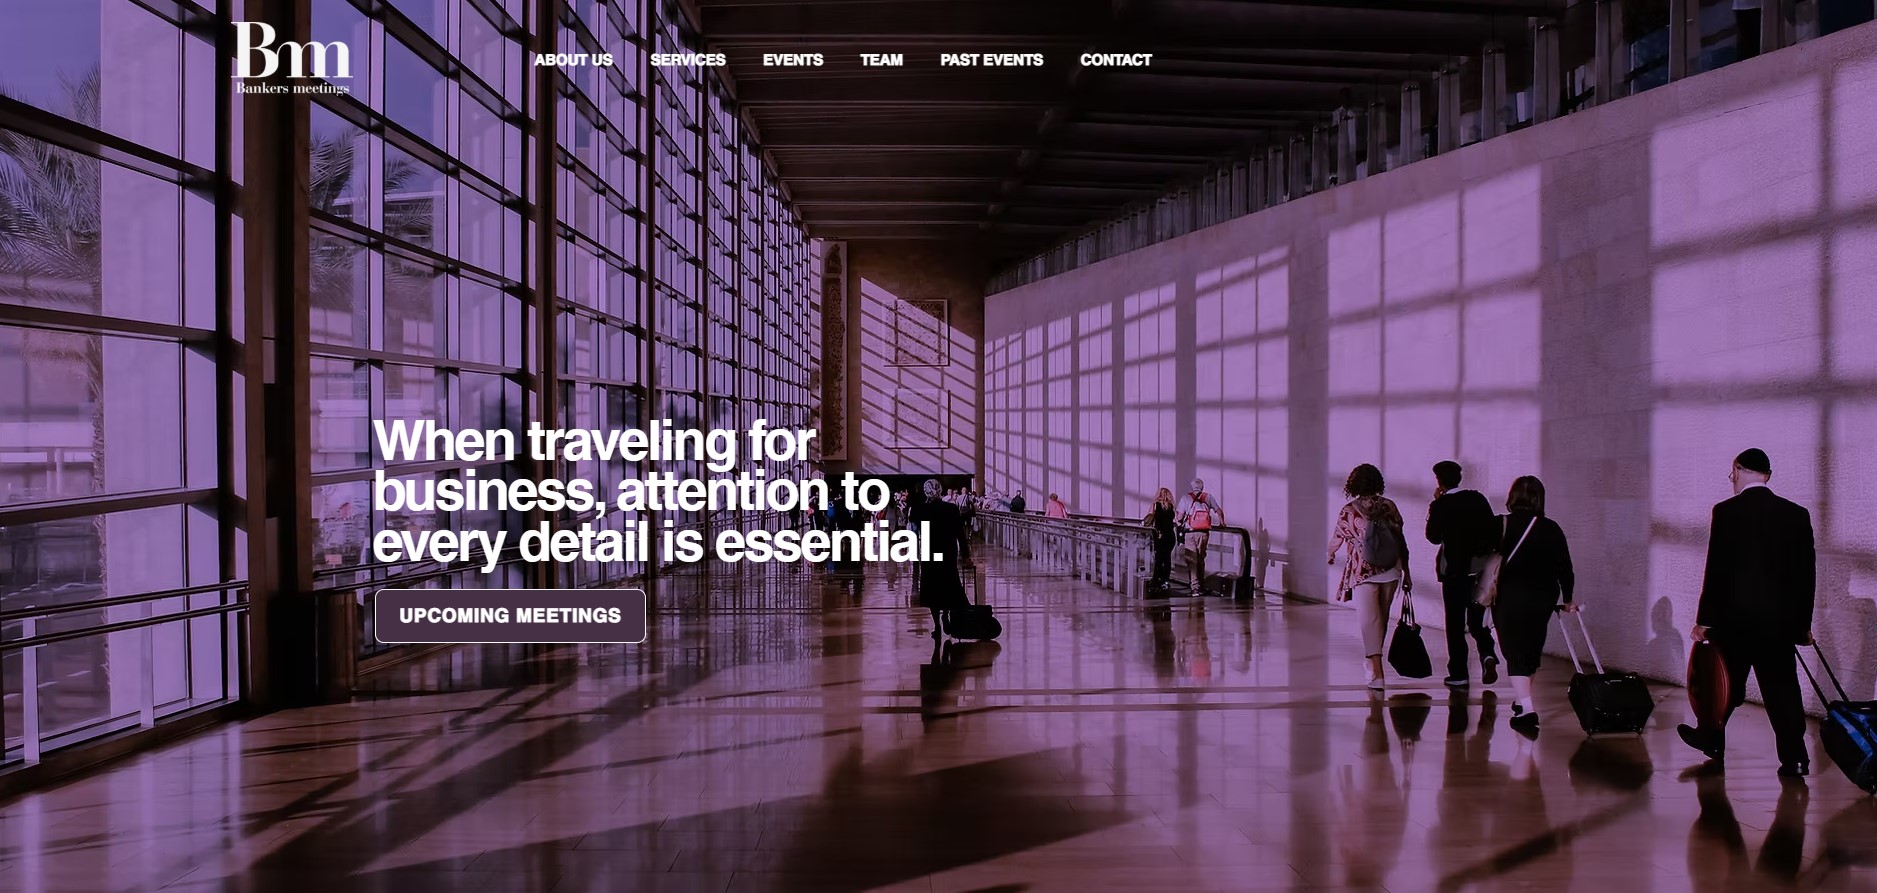 Bm
Bankers meetings
ABOUT US SERVICES EVENTS TEAM PAST EVENTS CONTACT
When traveling for
business, attention to
every detail is essential.
UPCOMING MEETINGS